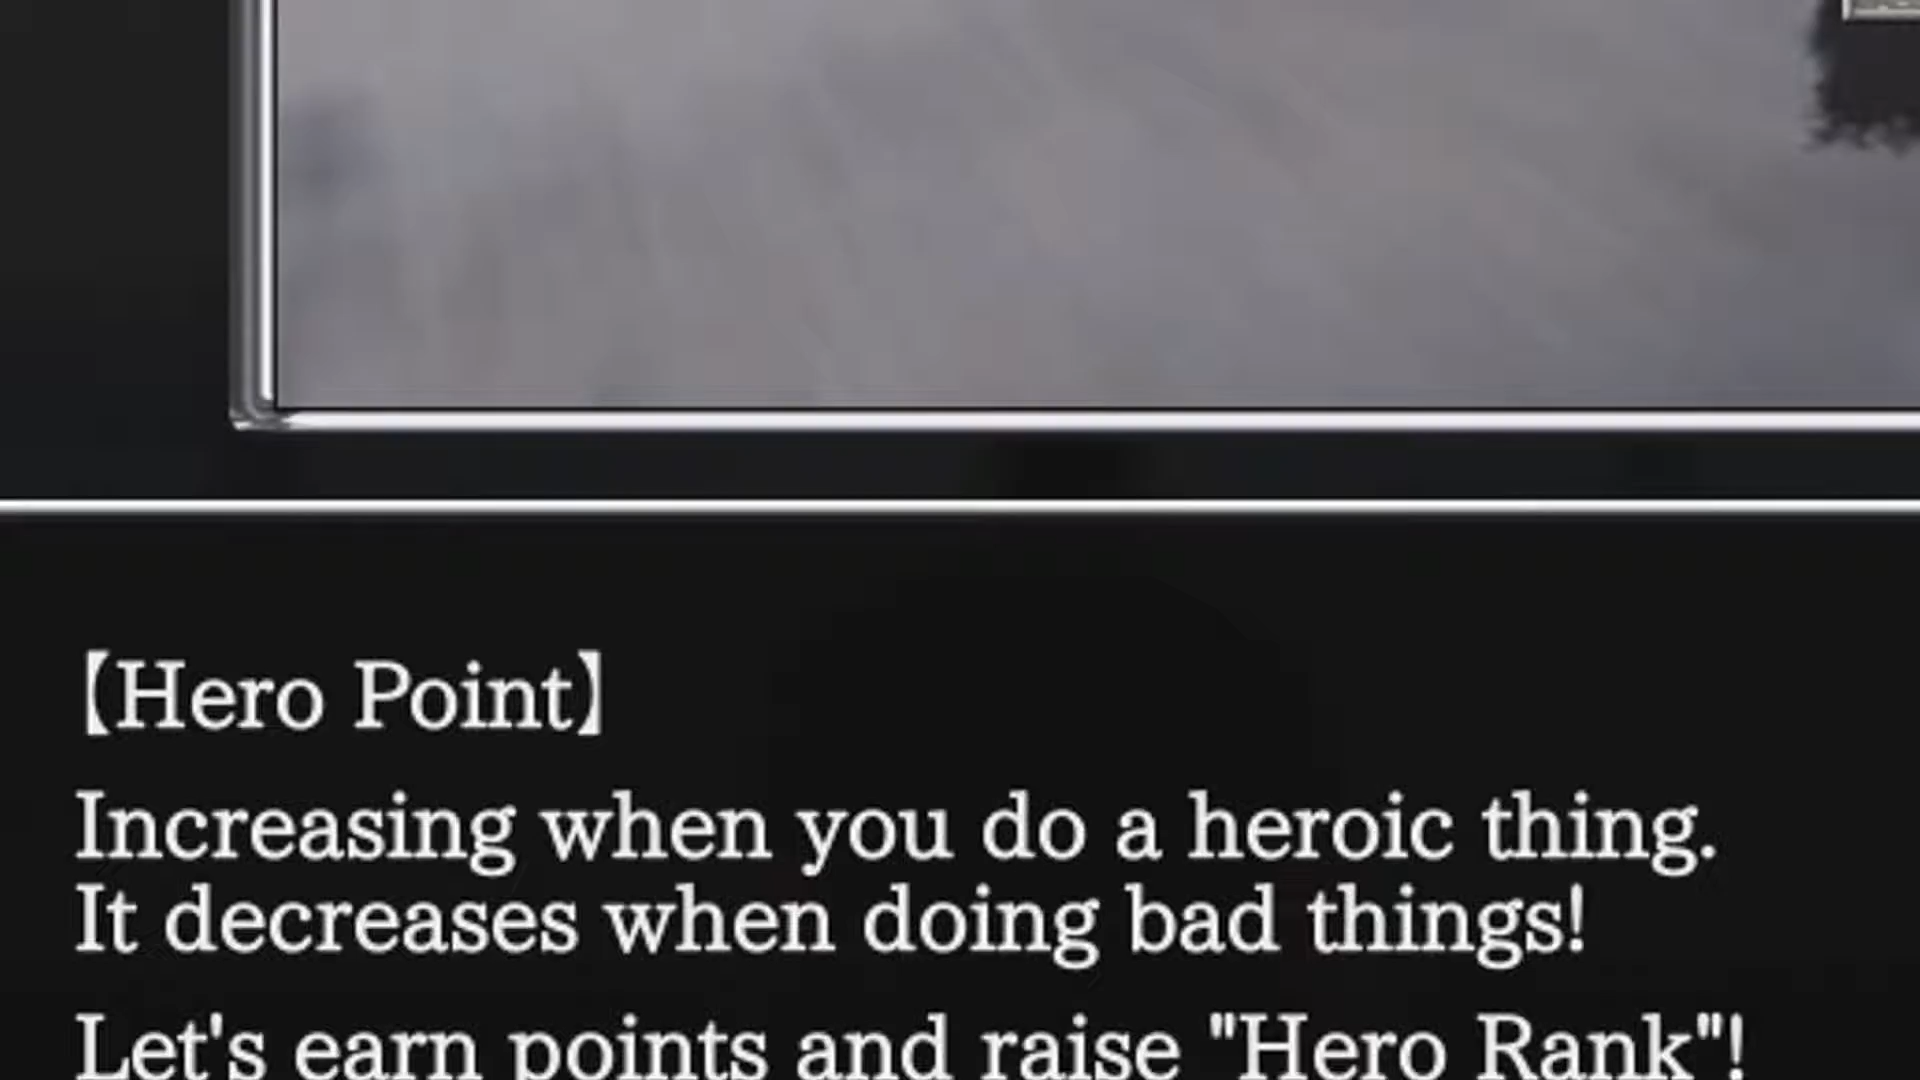 【Hero Point】
Increasing when you do a heroic thing.
It decreases when doing bad things!
Let's earn points and raise "Hero Rank"!